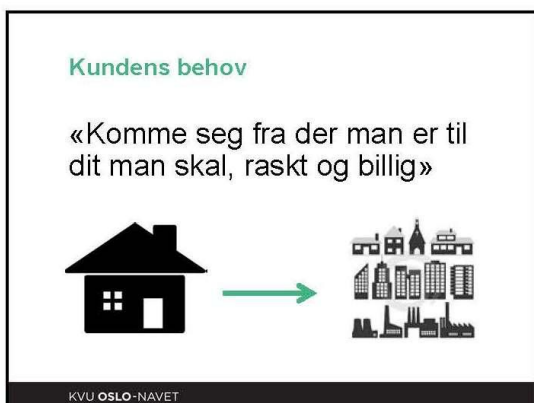 Kundens behov
«Komme seg fra der man er til
dit man skal, raskt og billig»
KVU OSLO-NAVET